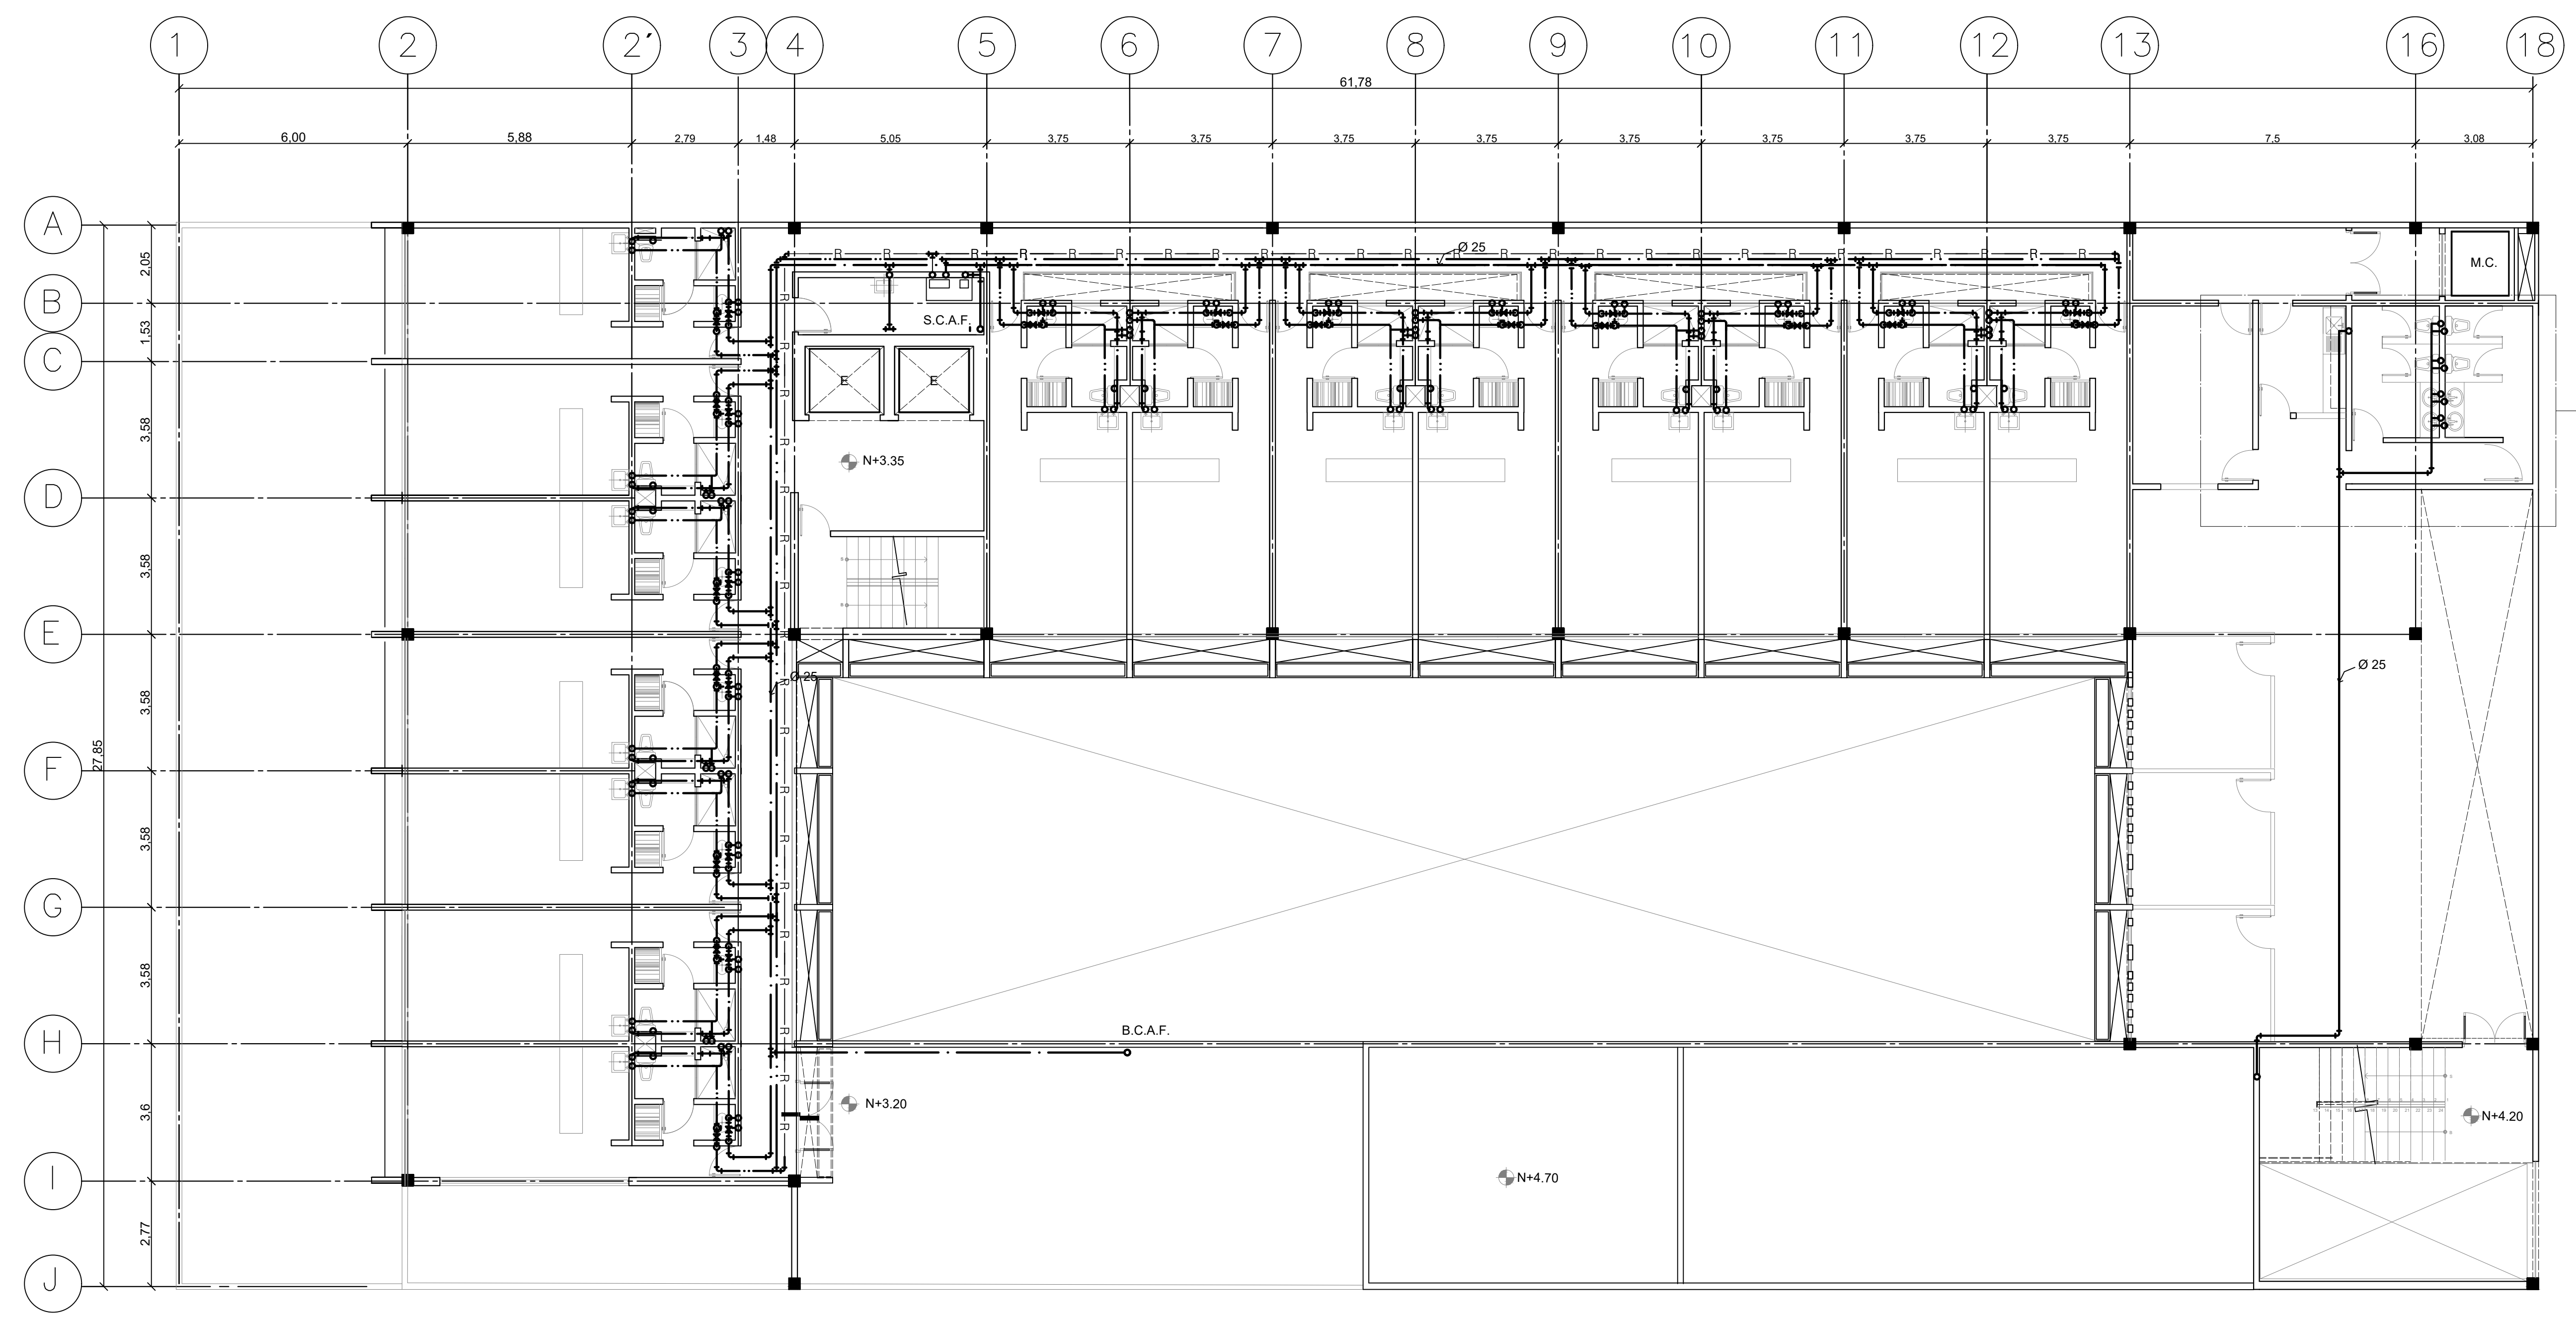 1 2 2' 3 4 5 6 7 8 9 10 11 12 13 16 18
61,78
6,00 5,88 2,79 1,48 5,05 3,75 3,75 3,75 3,75 3,75 3,75 3,75 3,75 7,5 3,08
A
2,05
R R R R R R R R R R R R R R R R R R R R R R R R R R
Ø 25
M.C.
B
S.C.A.F.
1,53
C
E E
3,58
N+3.35
D
3,58
E
Ø 25
Ø 25
3,58
27,85
F
3,58
G
3,58
B.C.A.F.
H
3,6
N+3.20
N+4.20
N+4.70
I
2,77
J